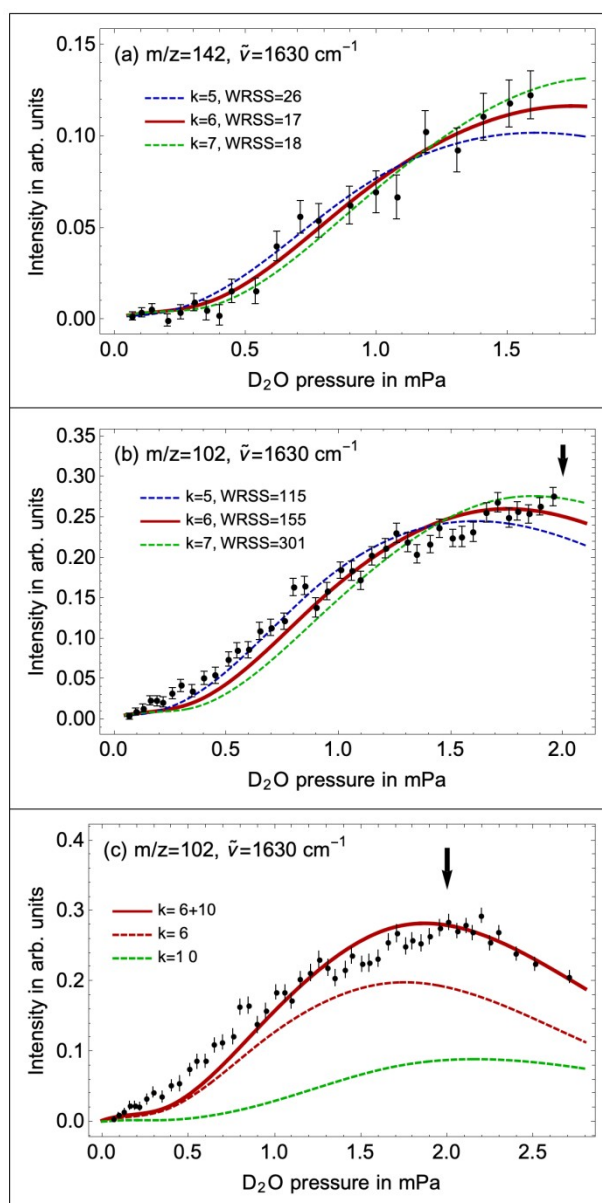 (a) m/z=142, ν̃=1630 cm⁻¹
k=5, WRSS=26
k=6, WRSS=17
k=7, WRSS=18
Intensity in arb. units
0.15
0.10
0.05
0.00
0.0 0.5 1.0 1.5
D₂O pressure in mPa
(b) m/z=102, ν̃=1630 cm⁻¹
k=5, WRSS=115
k=6, WRSS=155
k=7, WRSS=301
Intensity in arb. units
0.35
0.30
0.25
0.20
0.15
0.10
0.05
0.00
0.0 0.5 1.0 1.5 2.0
D₂O pressure in mPa
(c) m/z=102, ν̃=1630 cm⁻¹
k= 6+10
k= 6
k=1 0
Intensity in arb. units
0.4
0.3
0.2
0.1
0.0
0.0 0.5 1.0 1.5 2.0 2.5
D₂O pressure in mPa